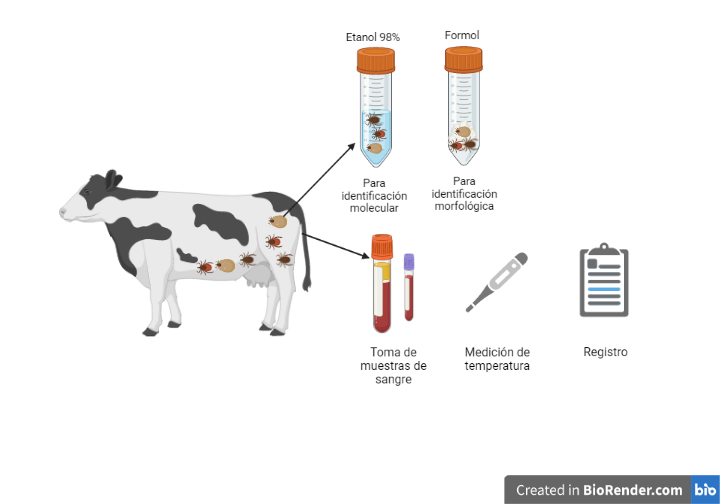 Etanol 98%
Formol
Para
identificación
molecular
Para
identificación
morfológica
Toma de
muestras de
sangre
Medición de
temperatura
Registro
Created in BioRender.com bio